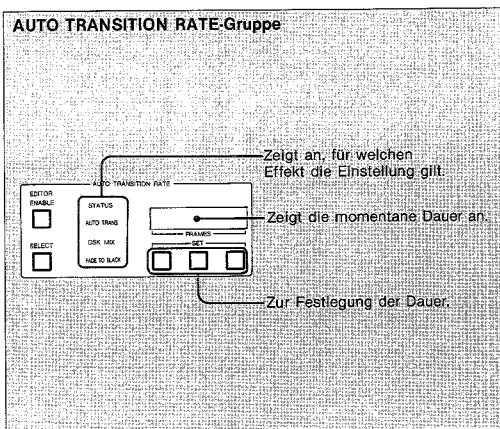 AUTO TRANSITION RATE-Gruppe
Zeigt an, für welchen
Effekt die Einstellung gilt.
AUTO TRANSITION RATE
EDITOR
ENABLE
STATUS
AUTO TRANS
DSK MIX
FADE TO BLACK
SELECT
FRAMES
SET
Zeigt die momentane Dauer an.
Zur Festlegung der Dauer.